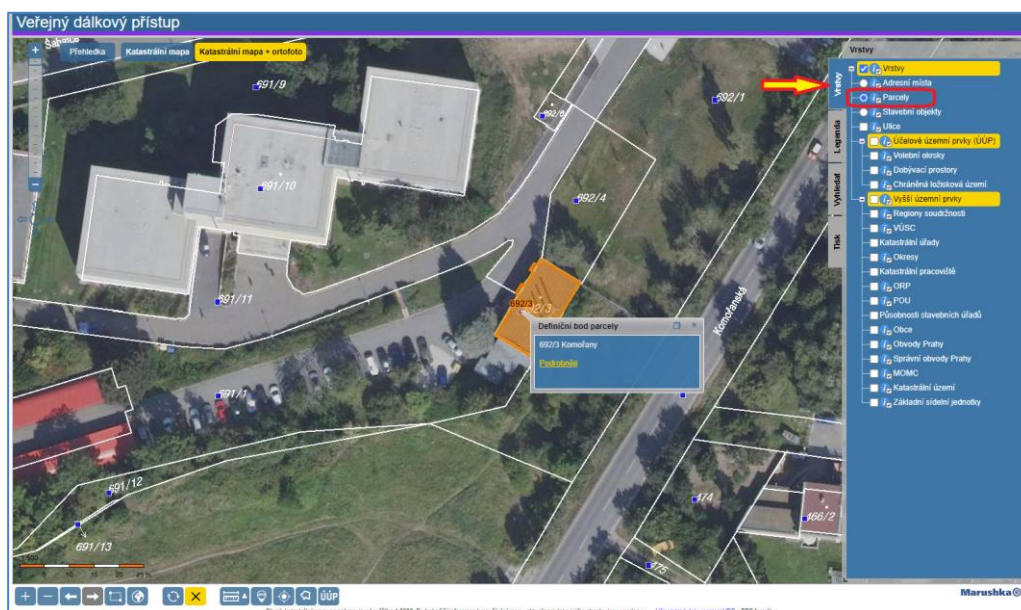 Veřejný dálkový přístup
Přehledka
Katastrální mapa
Katastrální mapa + ortofoto
Vrstvy
Vrstvy
Legenda
Vyhledat
Tisk
Vrstvy
Adresní místa
Parcely
Stavební objekty
Ulice
Účelové územní prvky (ÚÚP)
Volební okrsky
Dobývací prostory
Chráněná ložisková území
Vyšší územní prvky
Regiony soudržnosti
VÚSC
Katastrální úřady
Okresy
Katastrální pracoviště
ORP
POU
Působnosti stavebních úřadů
Obce
Obvody Prahy
Správní obvody Prahy
MOMC
Katastrální území
Základní sídelní jednotky
691/9
692/1
692/6
691/10
692/4
691/11
692/3
692/3
Komořanská
Definiční bod parcely
692/3 Komořany
Podrobněji
691/1
691/12
691/13
474
466/2
475
ÚÚP
Marushka®